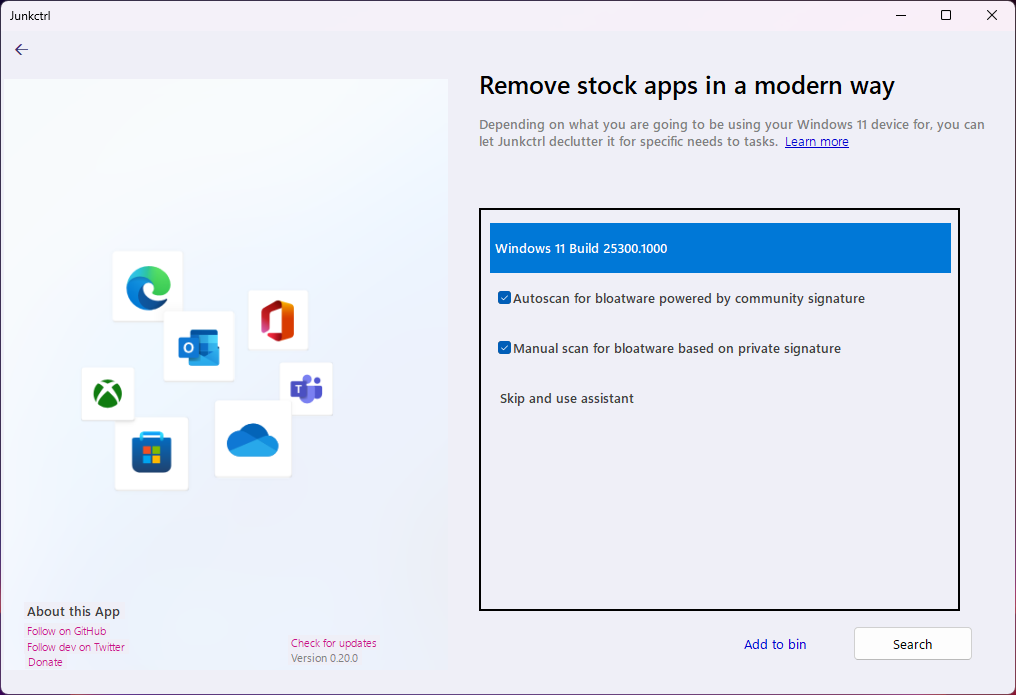 Junkctrl
Remove stock apps in a modern way
Depending on what you are going to be using your Windows 11 device for, you can
let Junkctrl declutter it for specific needs to tasks. Learn more
Windows 11 Build 25300.1000
Autoscan for bloatware powered by community signature
Manual scan for bloatware based on private signature
Skip and use assistant
O
T
About this App
Follow on GitHub
Follow dev on Twitter
Donate
Check for updates
Version 0.20.0
Add to bin
Search